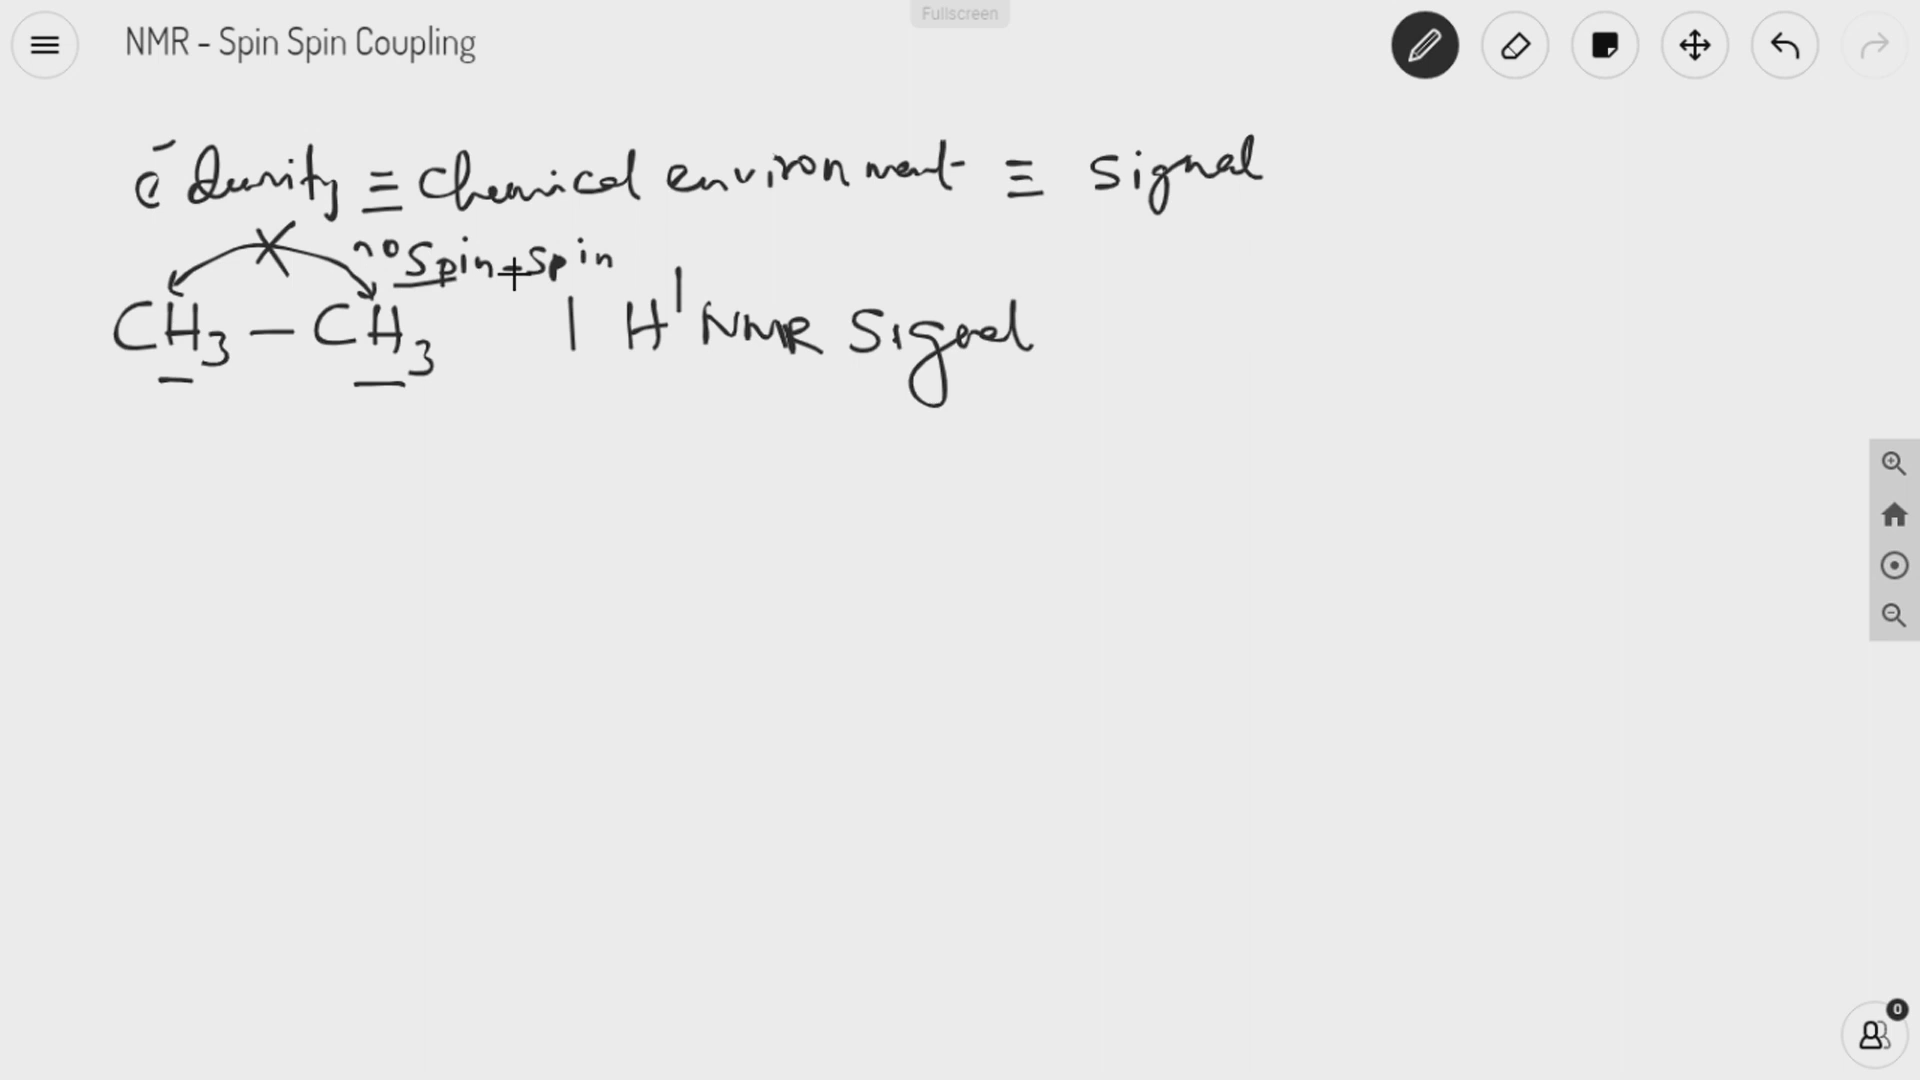 Fullscreen
NMR - Spin Spin Coupling
e⁻ density ≡ chemical environment ≡ signal
no spin-spin
CH₃ – CH₃ 1 H¹ NMR Signal
0